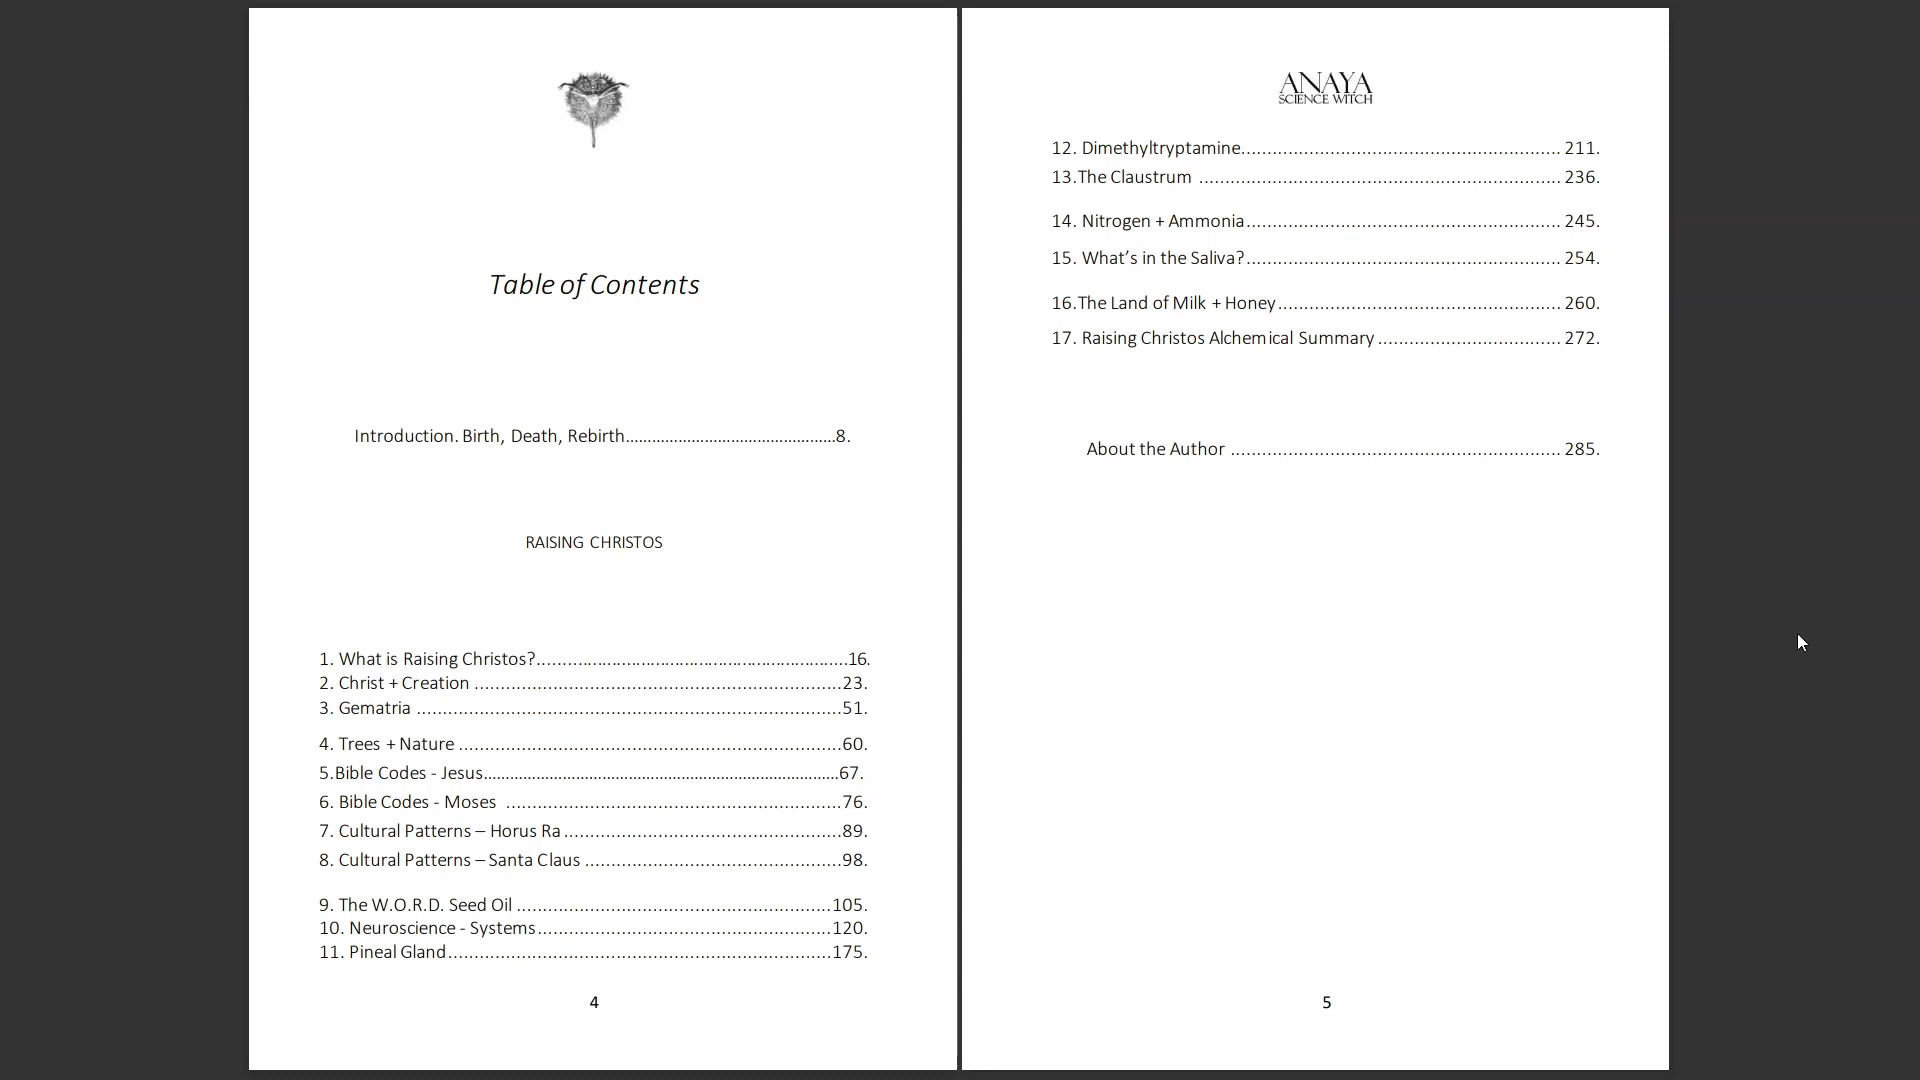 Table of Contents
Introduction. Birth, Death, Rebirth................................................8.
RAISING CHRISTOS
1. What is Raising Christos?............................................................16.
2. Christ + Creation ......................................................................23.
3. Gematria .................................................................................51.
4. Trees + Nature .........................................................................60.
5.Bible Codes - Jesus.................................................................................67.
6. Bible Codes - Moses ................................................................76.
7. Cultural Patterns – Horus Ra .....................................................89.
8. Cultural Patterns – Santa Claus .................................................98.
9. The W.O.R.D. Seed Oil ............................................................105.
10. Neuroscience - Systems........................................................120.
11. Pineal Gland.........................................................................175.
4
ANAYA
SCIENCE WITCH
12. Dimethyltryptamine............................................................. 211.
13.The Claustrum ..................................................................... 236.
14. Nitrogen + Ammonia............................................................ 245.
15. What’s in the Saliva?............................................................ 254.
16.The Land of Milk + Honey...................................................... 260.
17. Raising Christos Alchemical Summary ................................... 272.
About the Author ............................................................... 285.
5